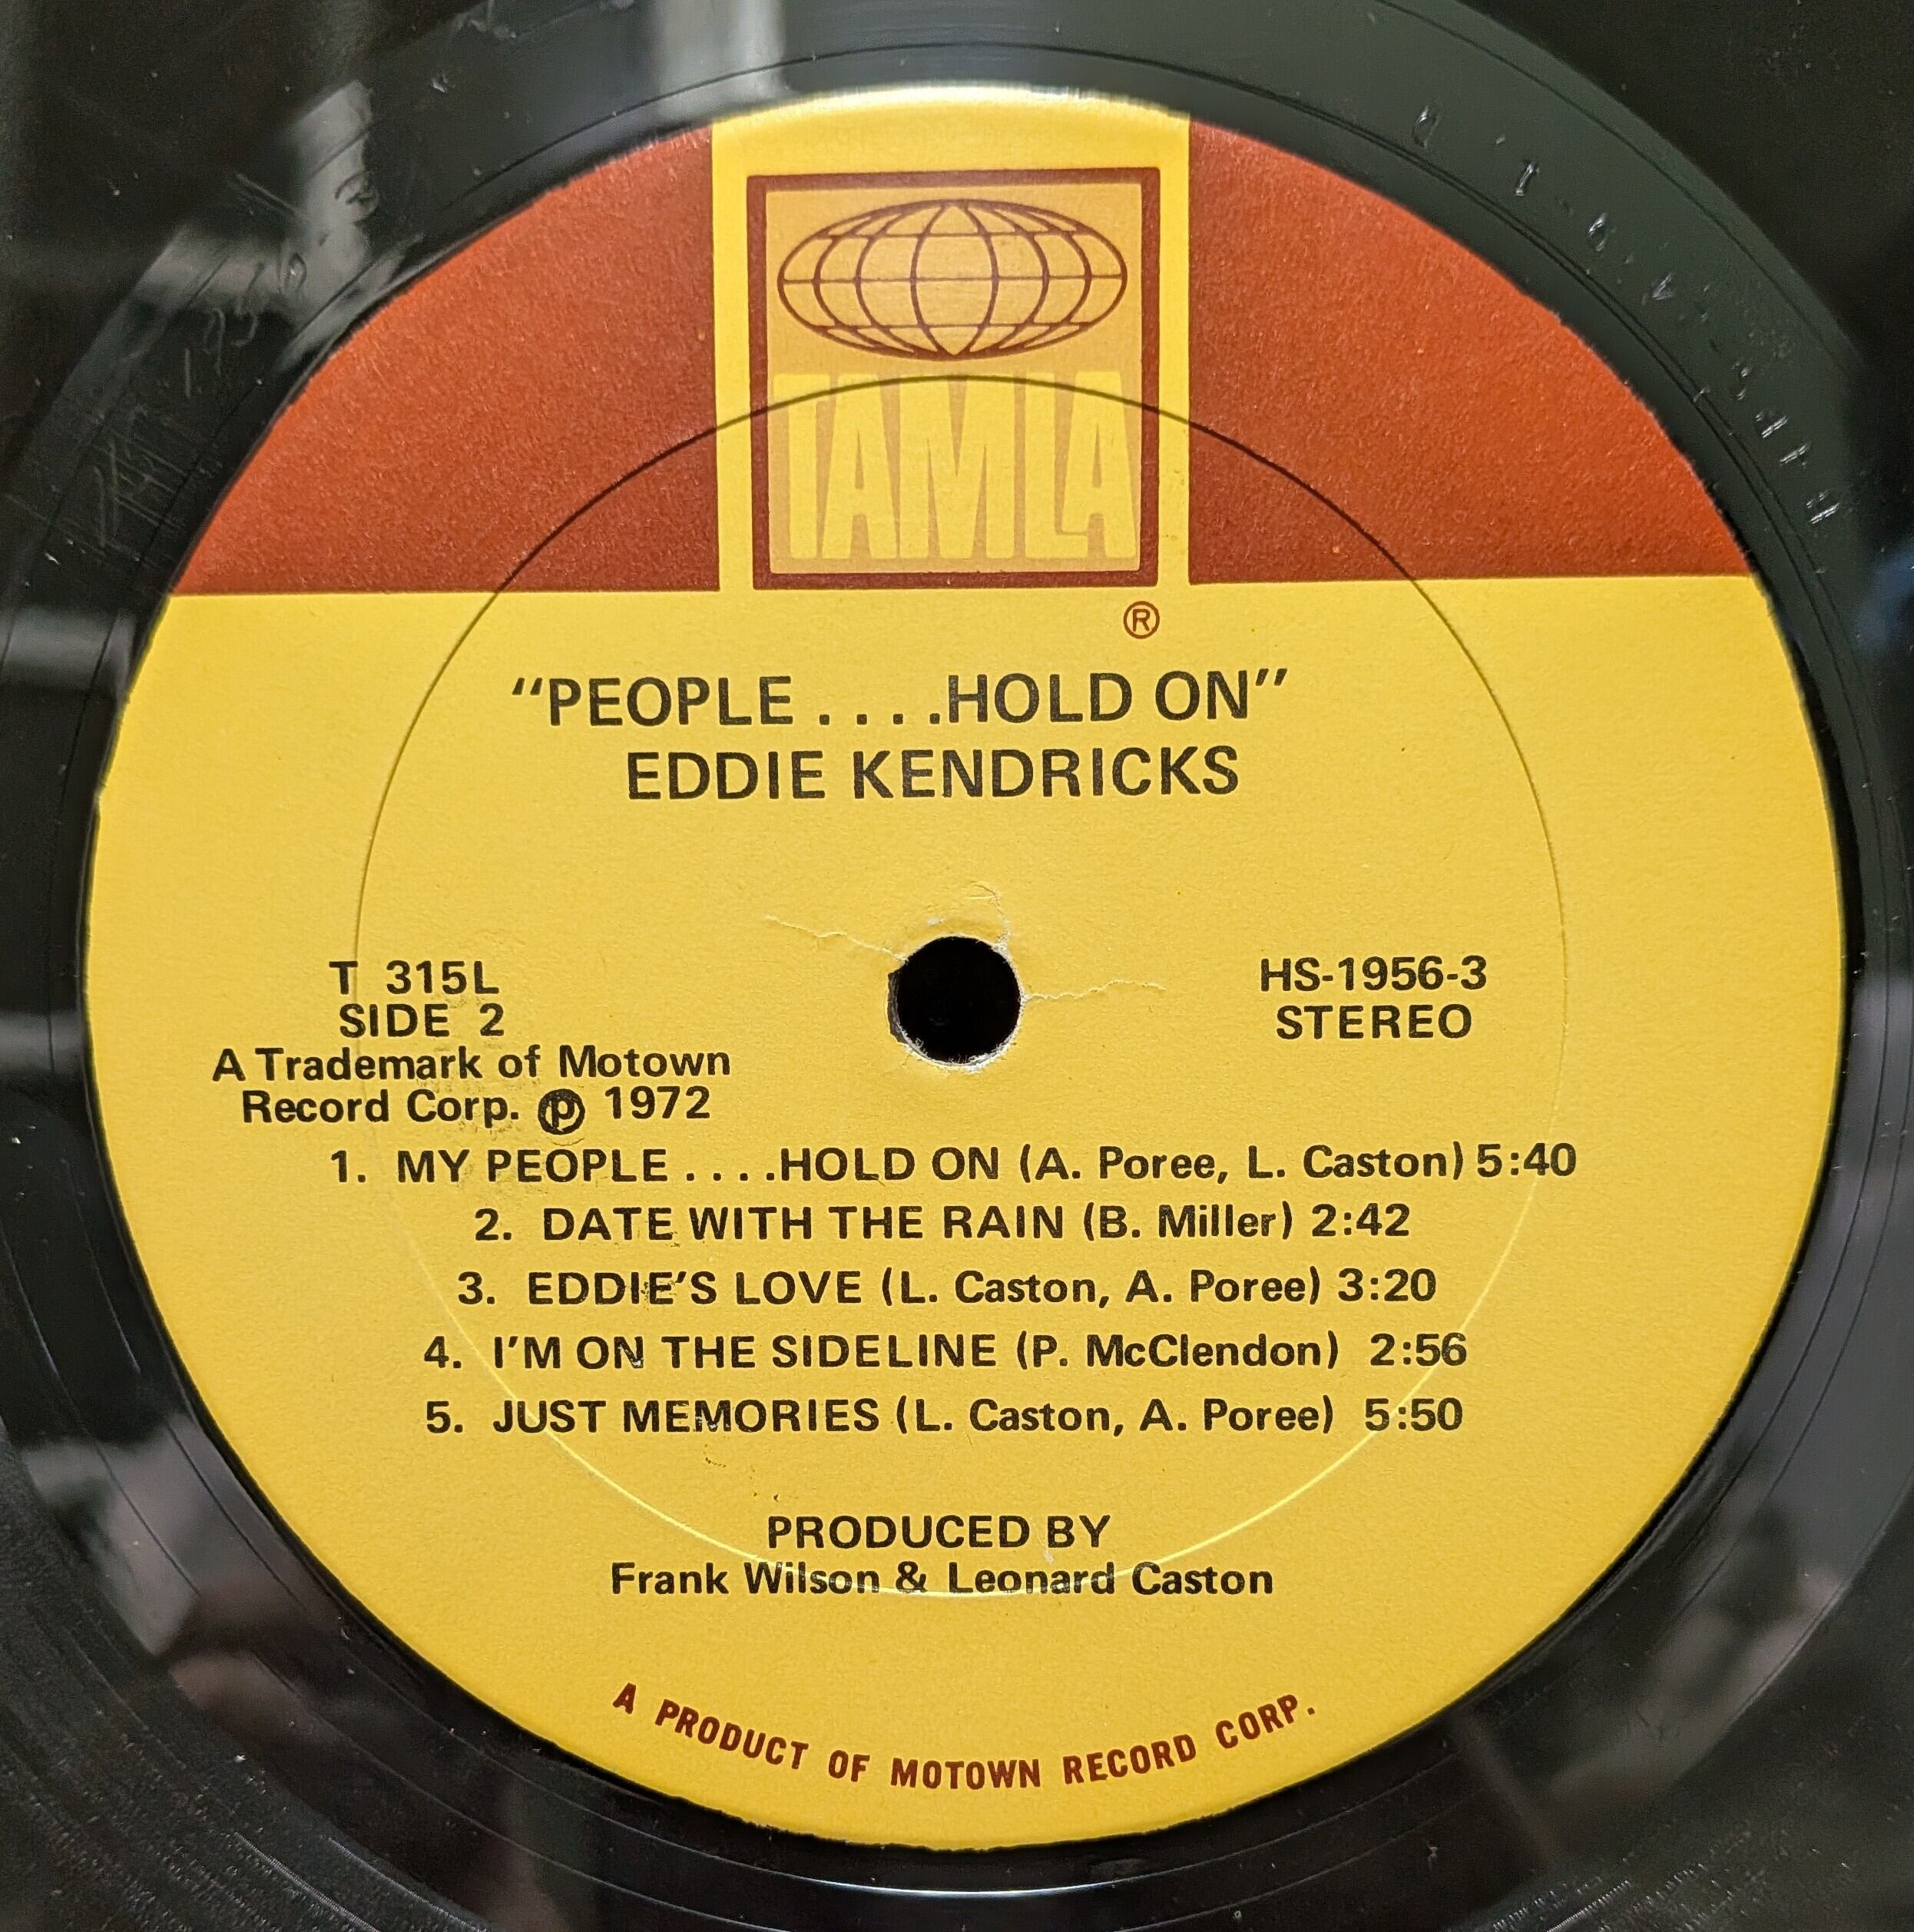 TAMLA
®
“PEOPLE . . . .HOLD ON”
EDDIE KENDRICKS
T 315L
SIDE 2
A Trademark of Motown
Record Corp. ℗ 1972
HS-1956-3
STEREO
1. MY PEOPLE . . . .HOLD ON (A. Poree, L. Caston) 5:40
2. DATE WITH THE RAIN (B. Miller) 2:42
3. EDDIE’S LOVE (L. Caston, A. Poree) 3:20
4. I’M ON THE SIDELINE (P. McClendon) 2:56
5. JUST MEMORIES (L. Caston, A. Poree) 5:50
PRODUCED BY
Frank Wilson & Leonard Caston
A PRODUCT OF MOTOWN RECORD CORP.